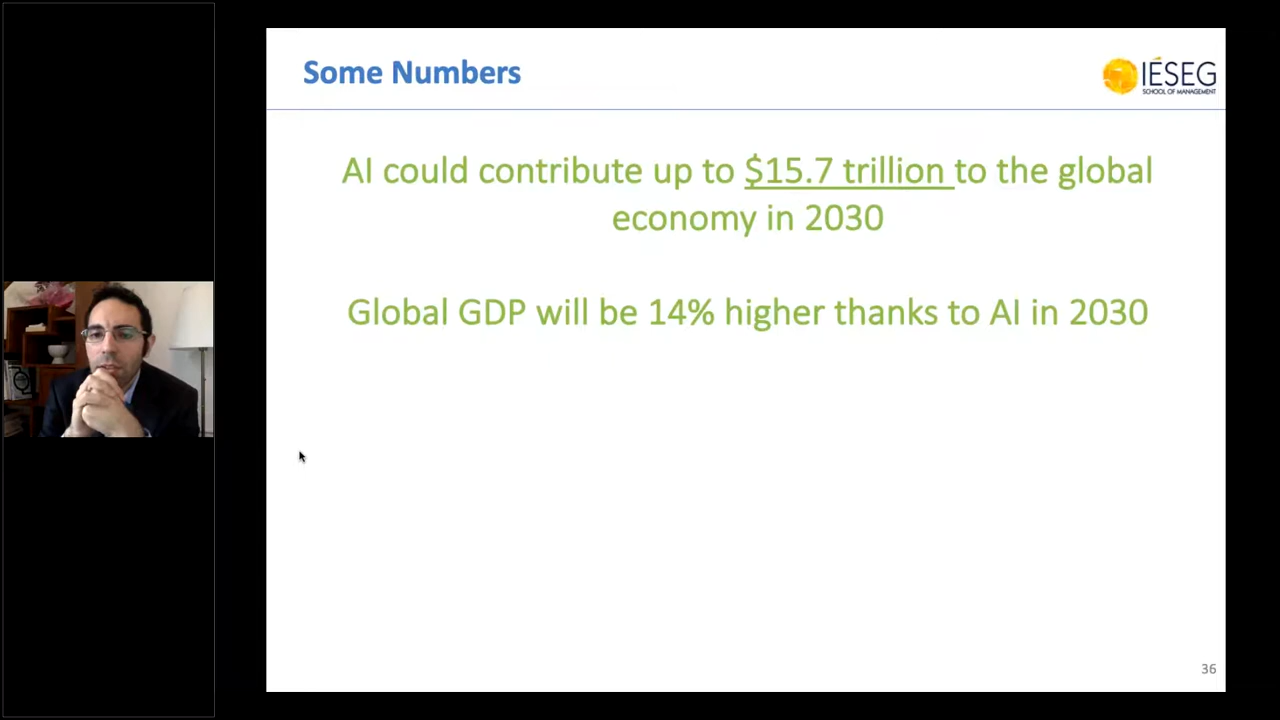 Some Numbers
IÉSEG
SCHOOL OF MANAGEMENT
AI could contribute up to $15.7 trillion to the global
economy in 2030
Global GDP will be 14% higher thanks to AI in 2030
36